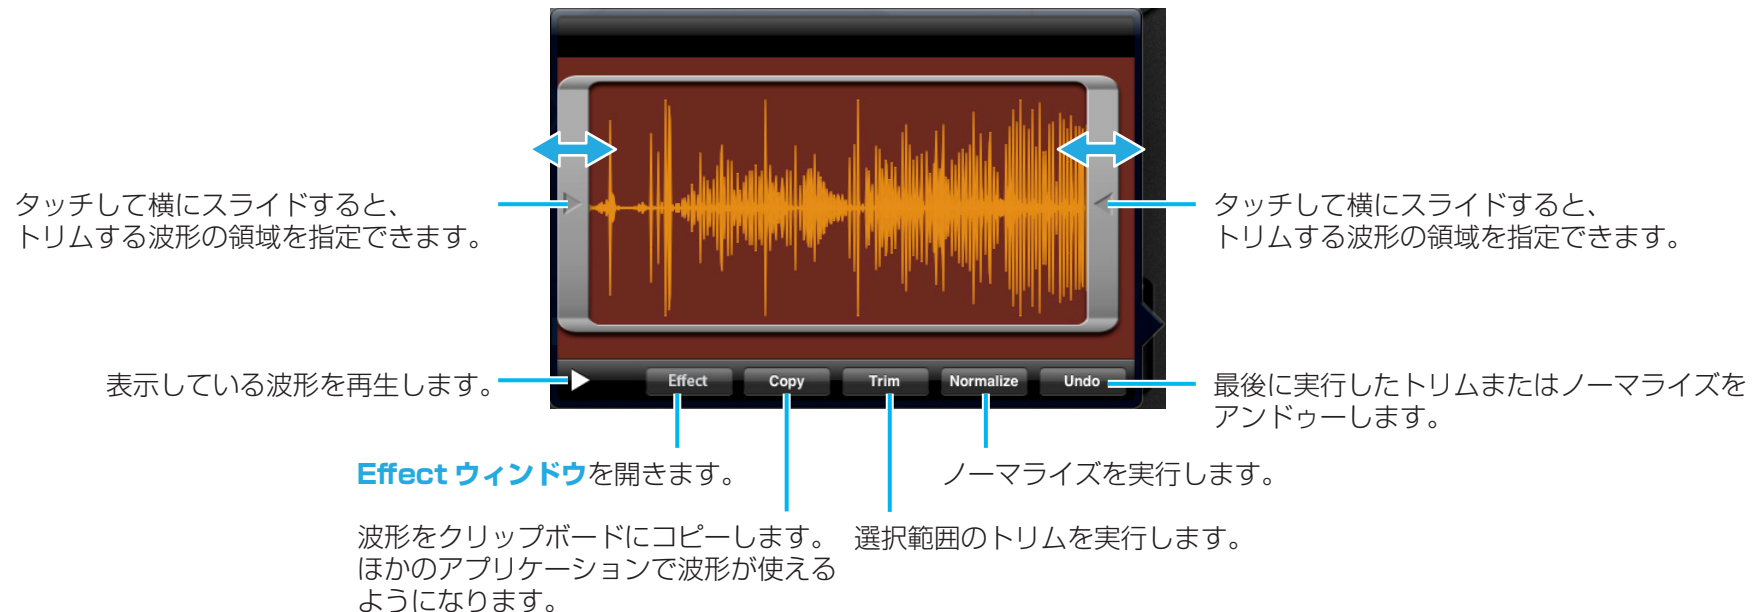 タッチして横にスライドすると、
トリムする波形の領域を指定できます。
タッチして横にスライドすると、
トリムする波形の領域を指定できます。
表示している波形を再生します。
Effect Copy Trim Normalize Undo
最後に実行したトリムまたはノーマライズを
アンドゥーします。
Effect ウィンドウを開きます。
ノーマライズを実行します。
波形をクリップボードにコピーします。
ほかのアプリケーションで波形が使える
ようになります。
選択範囲のトリムを実行します。